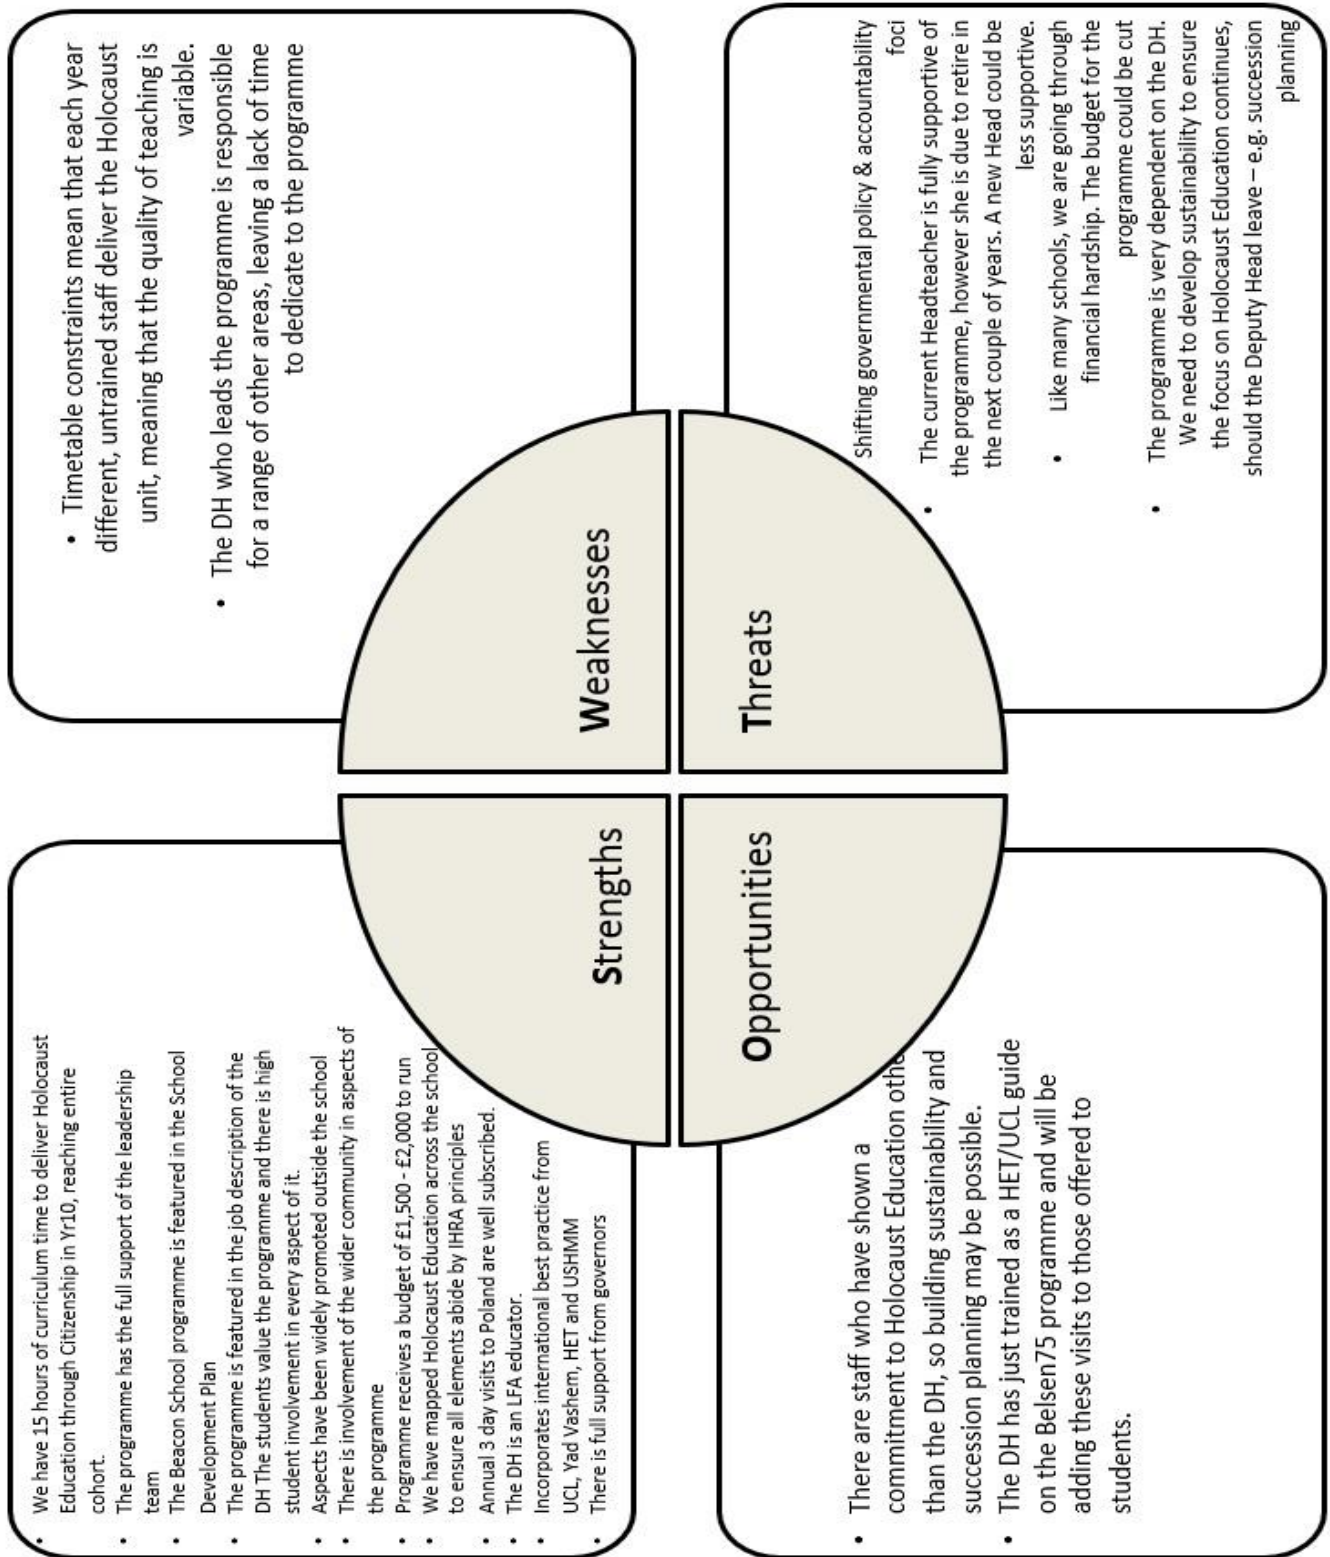 • We have 15 hours of curriculum time to deliver Holocaust
Education through Citizenship in Yr10, reaching entire
cohort.
• The programme has the full support of the leadership
team
• The Beacon School programme is featured in the School
Development Plan
• The programme is featured in the job description of the
DH The students value the programme and there is high
student involvement in every aspect of it.
• Aspects have been widely promoted outside the school
• There is involvement of the wider community in aspects of
the programme
• Programme receives a budget of £1,500 - £2,000 to run
• We have mapped Holocaust Education across the school
to ensure all elements abide by IHRA principles
• Annual 3 day visits to Poland are well subscribed.
• The DH is an LFA educator.
• Incorporates international best practice from
UCL, Yad Vashem, HET and USHMM
• There is full support from governors
Strengths
• Timetable constraints mean that each year
different, untrained staff deliver the Holocaust
unit, meaning that the quality of teaching is
variable.
• The DH who leads the programme is responsible
for a range of other areas, leaving a lack of time
to dedicate to the programme
Weaknesses
Opportunities
• There are staff who have shown a
commitment to Holocaust Education othe
than the DH, so building sustainability and
succession planning may be possible.
• The DH has just trained as a HET/UCL guide
on the Belsen75 programme and will be
adding these visits to those offered to
students.
Threats
Shifting governmental policy & accountability
foci
• The current Headteacher is fully supportive of
the programme, however she is due to retire in
the next couple of years. A new Head could be
less supportive.
• Like many schools, we are going through
financial hardship. The budget for the
programme could be cut
• The programme is very dependent on the DH.
We need to develop sustainability to ensure
the focus on Holocaust Education continues,
should the Deputy Head leave – e.g. succession
planning